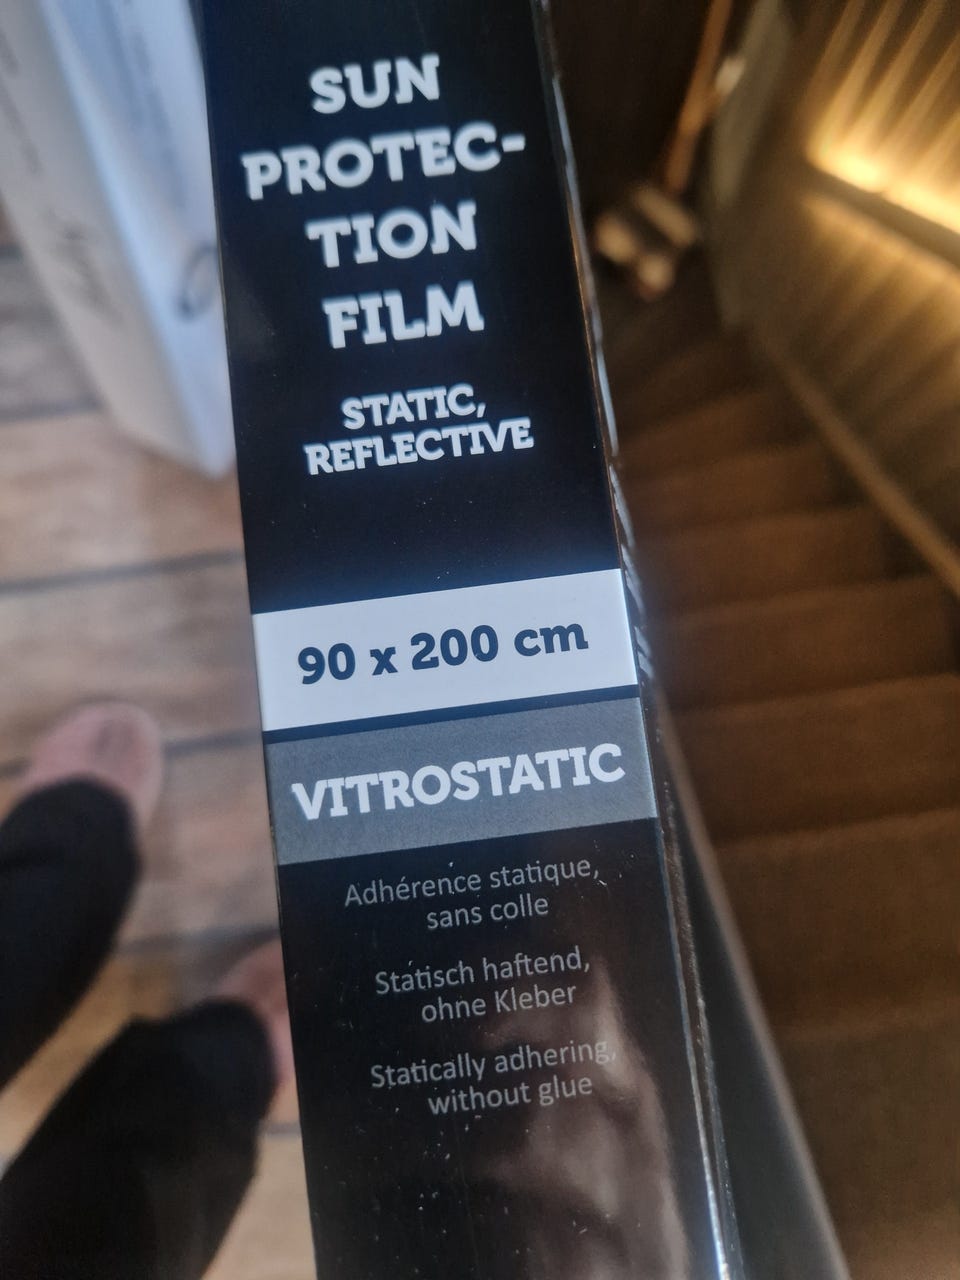 SUN
PROTEC-
TION
FILM
STATIC,
REFLECTIVE
90 x 200 cm
VITROSTATIC
Adhérence statique,
sans colle
Statisch haftend,
ohne Kleber
Statically adhering,
without glue